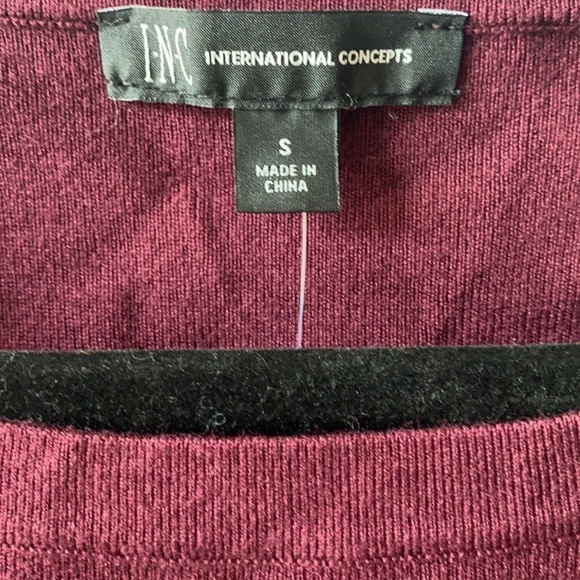 I·N·C INTERNATIONAL CONCEPTS
S
MADE IN
CHINA